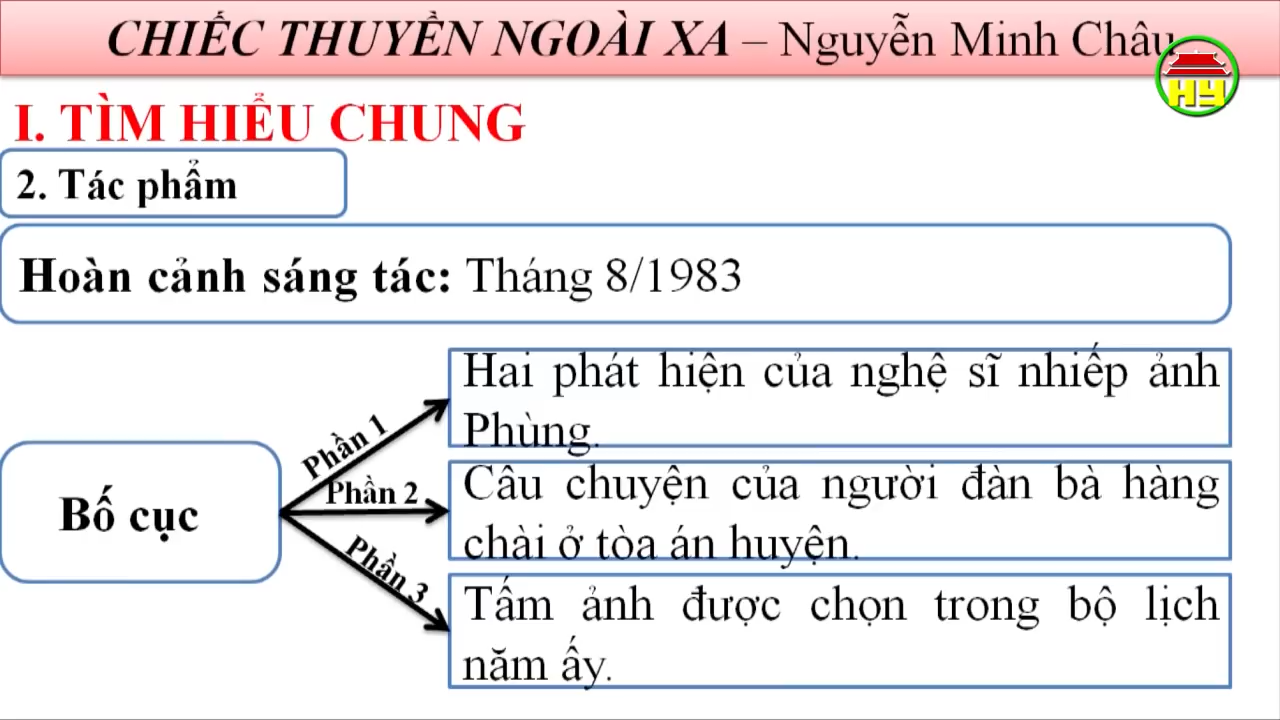 CHIẾC THUYỀN NGOÀI XA – Nguyễn Minh Châu
HY
I. TÌM HIỂU CHUNG
2. Tác phẩm
Hoàn cảnh sáng tác: Tháng 8/1983
Bố cục
Phần 1
Hai phát hiện của nghệ sĩ nhiếp ảnh
Phùng.
Phần 2
Câu chuyện của người đàn bà hàng
chài ở tòa án huyện.
Phần 3
Tấm ảnh được chọn trong bộ lịch
năm ấy.